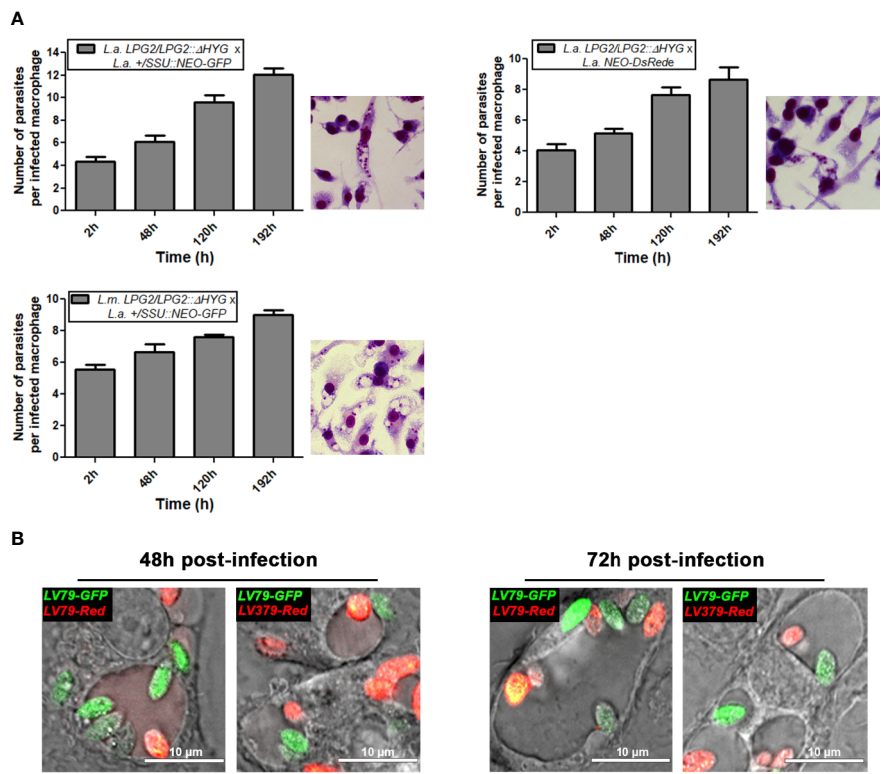 A
L.a. LPG2/LPG2::ΔHYG x
L.a. +/SSU::NEO-GFP
Number of parasites
per infected macrophage
14
12
10
8
6
4
2
0
2h
48h
120h
192h
Time (h)
L.a. LPG2/LPG2::ΔHYG x
L.a. NEO-DsRede
Number of parasites
per infected macrophage
10
8
6
4
2
0
2h
48h
120h
192h
Time (h)
L.m. LPG2/LPG2::ΔHYG x
L.a. +/SSU::NEO-GFP
Number of parasites
per infected macrophage
10
8
6
4
2
0
2h
48h
120h
192h
Time (h)
B
48h post-infection
72h post-infection
LV79-GFP
LV79-Red
10 μm
LV79-GFP
LV379-Red
10 μm
LV79-GFP
LV79-Red
10 μm
LV79-GFP
LV379-Red
10 μm